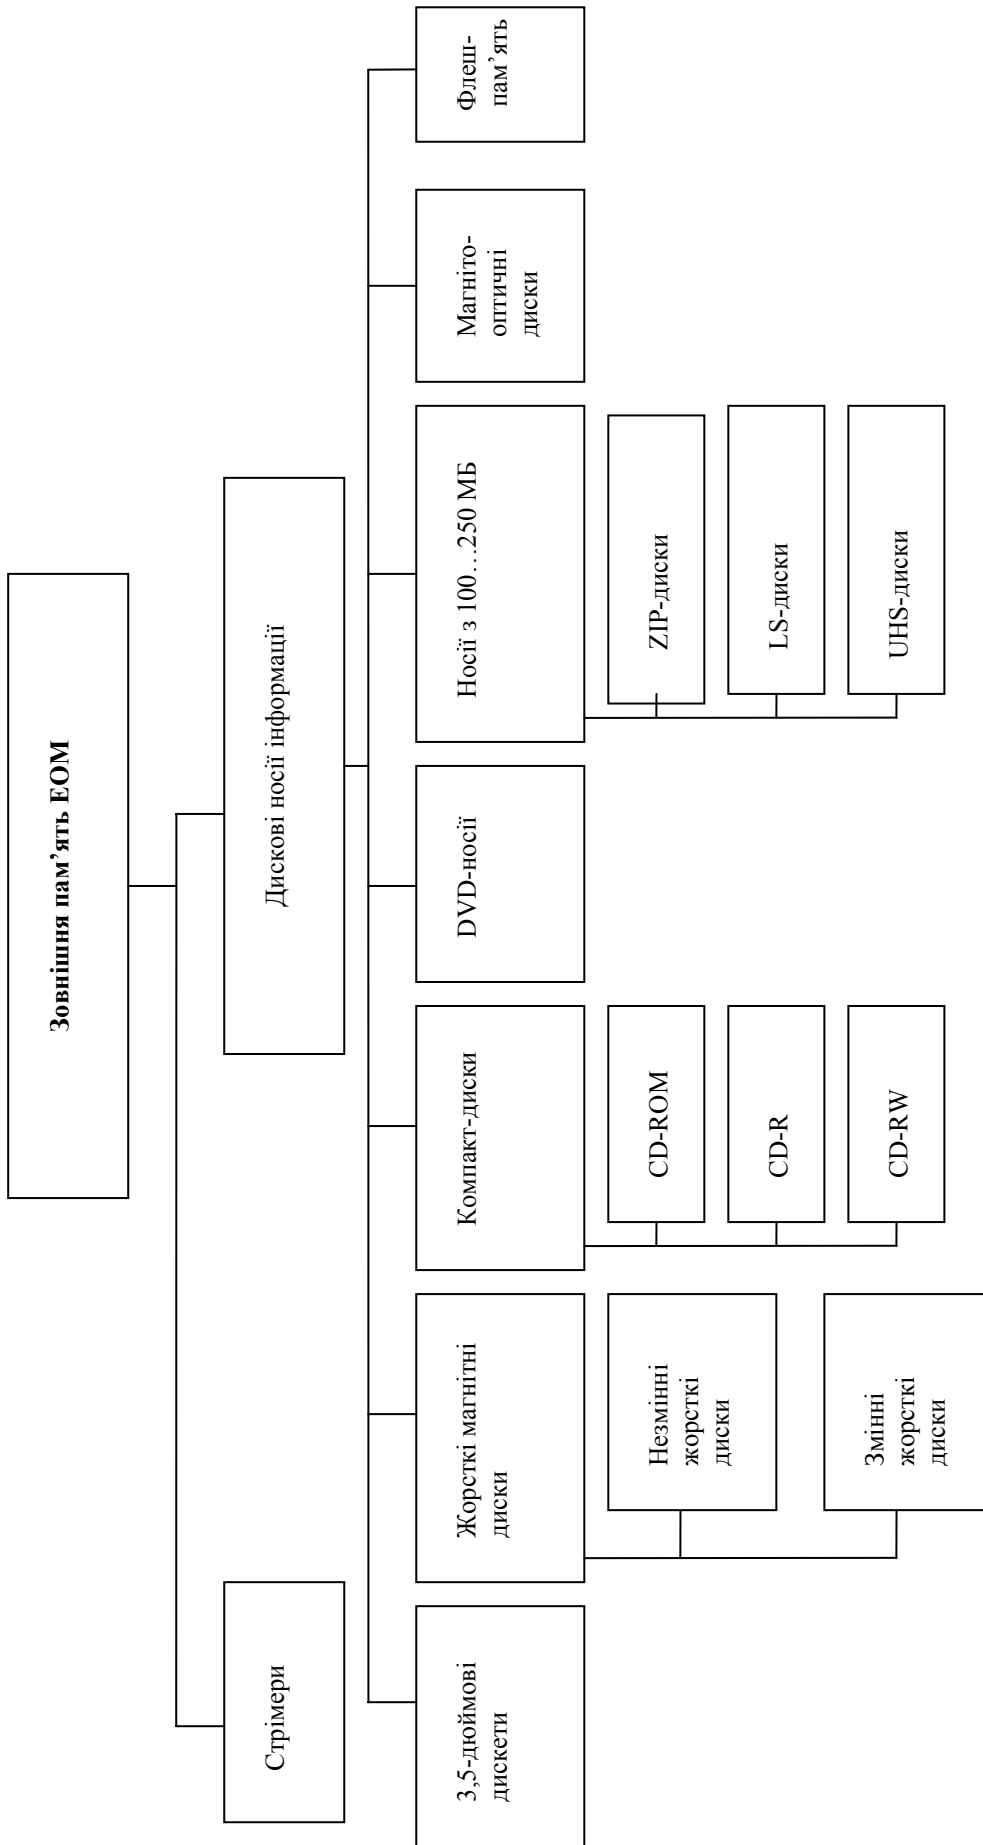 Зовнішня пам’ять ЕОМ
Стрімери
Дискові носії інформації
3,5-дюймові
дискети
Жорсткі магнітні
диски
Компакт-диски
DVD-носії
Носії з 100…250 МБ
Магніто-
оптичні
диски
Флеш-
пам’ять
Незмінні
жорсткі
диски
Змінні
жорсткі
диски
CD-ROM
CD-R
CD-RW
ZIP-диски
LS-диски
UHS-диски